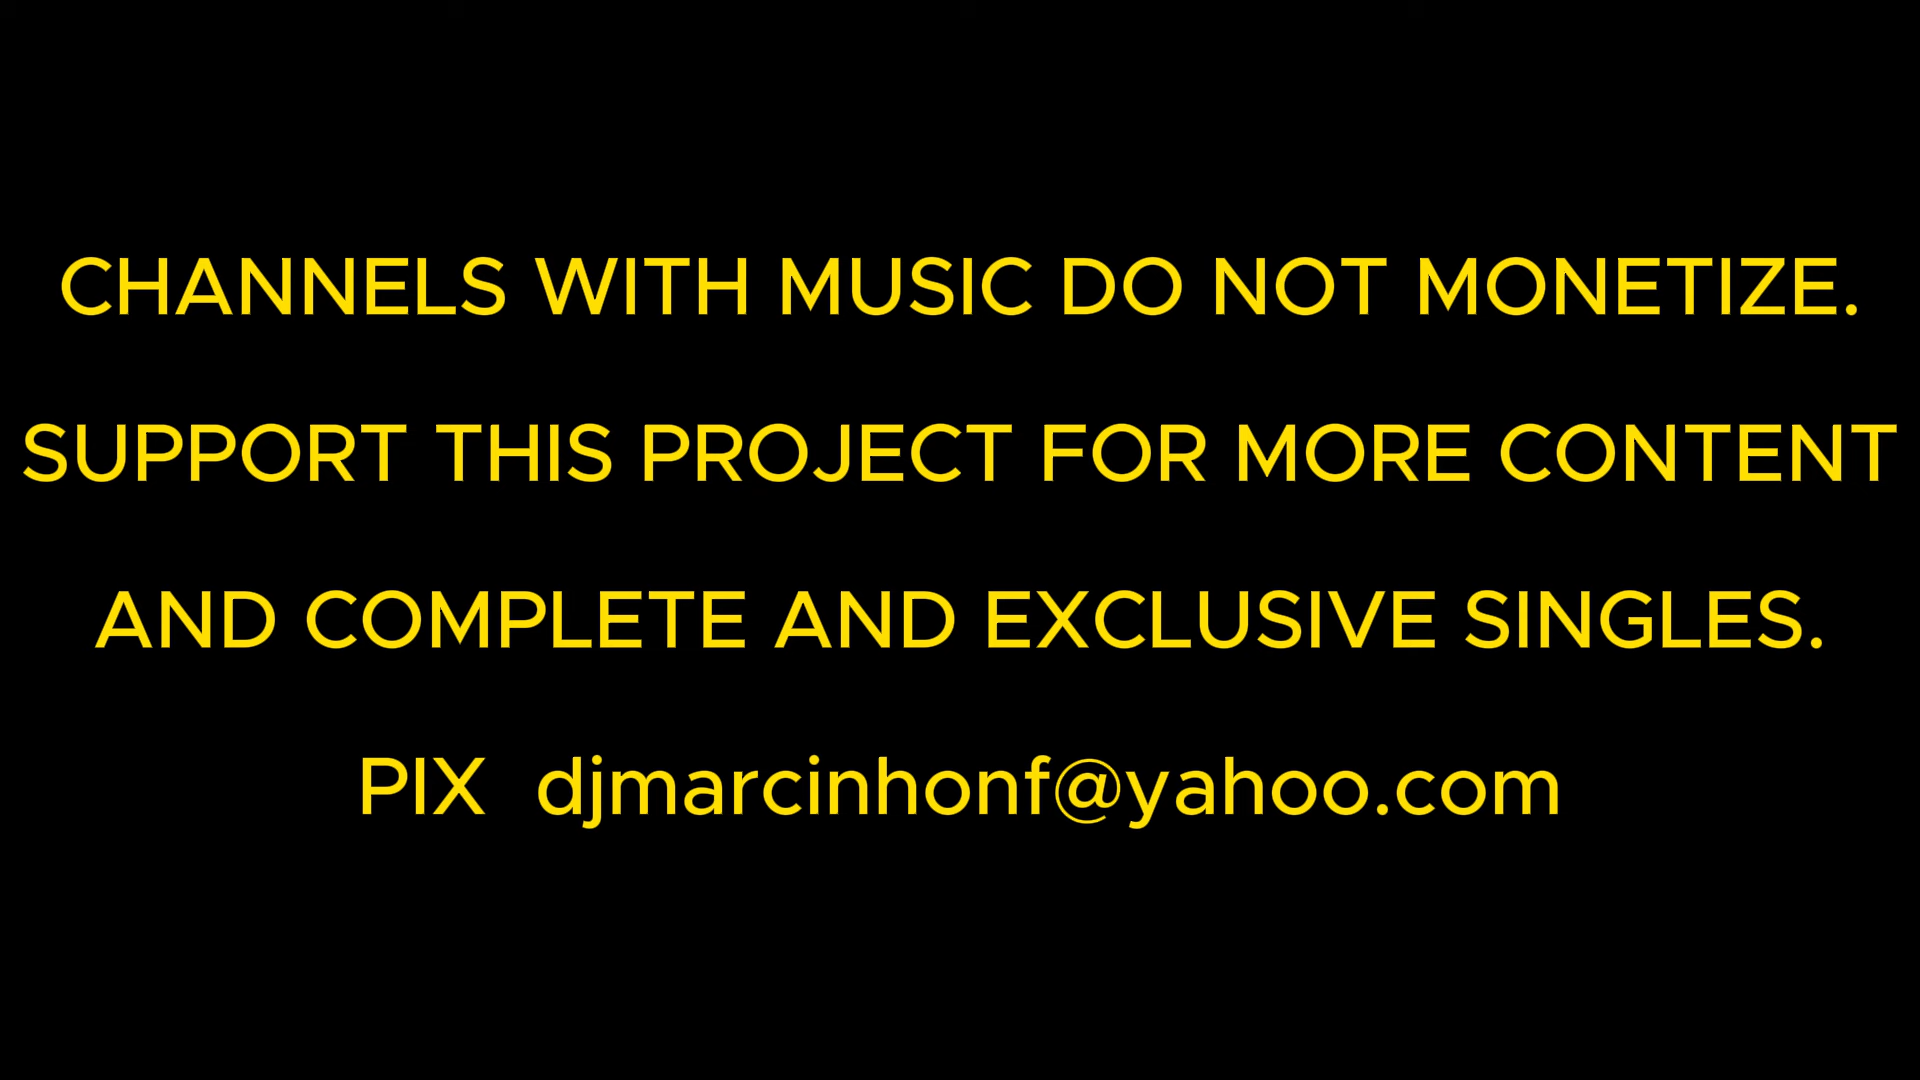 CHANNELS WITH MUSIC DO NOT MONETIZE.
SUPPORT THIS PROJECT FOR MORE CONTENT
AND COMPLETE AND EXCLUSIVE SINGLES.
PIX djmarcinhonf@yahoo.com